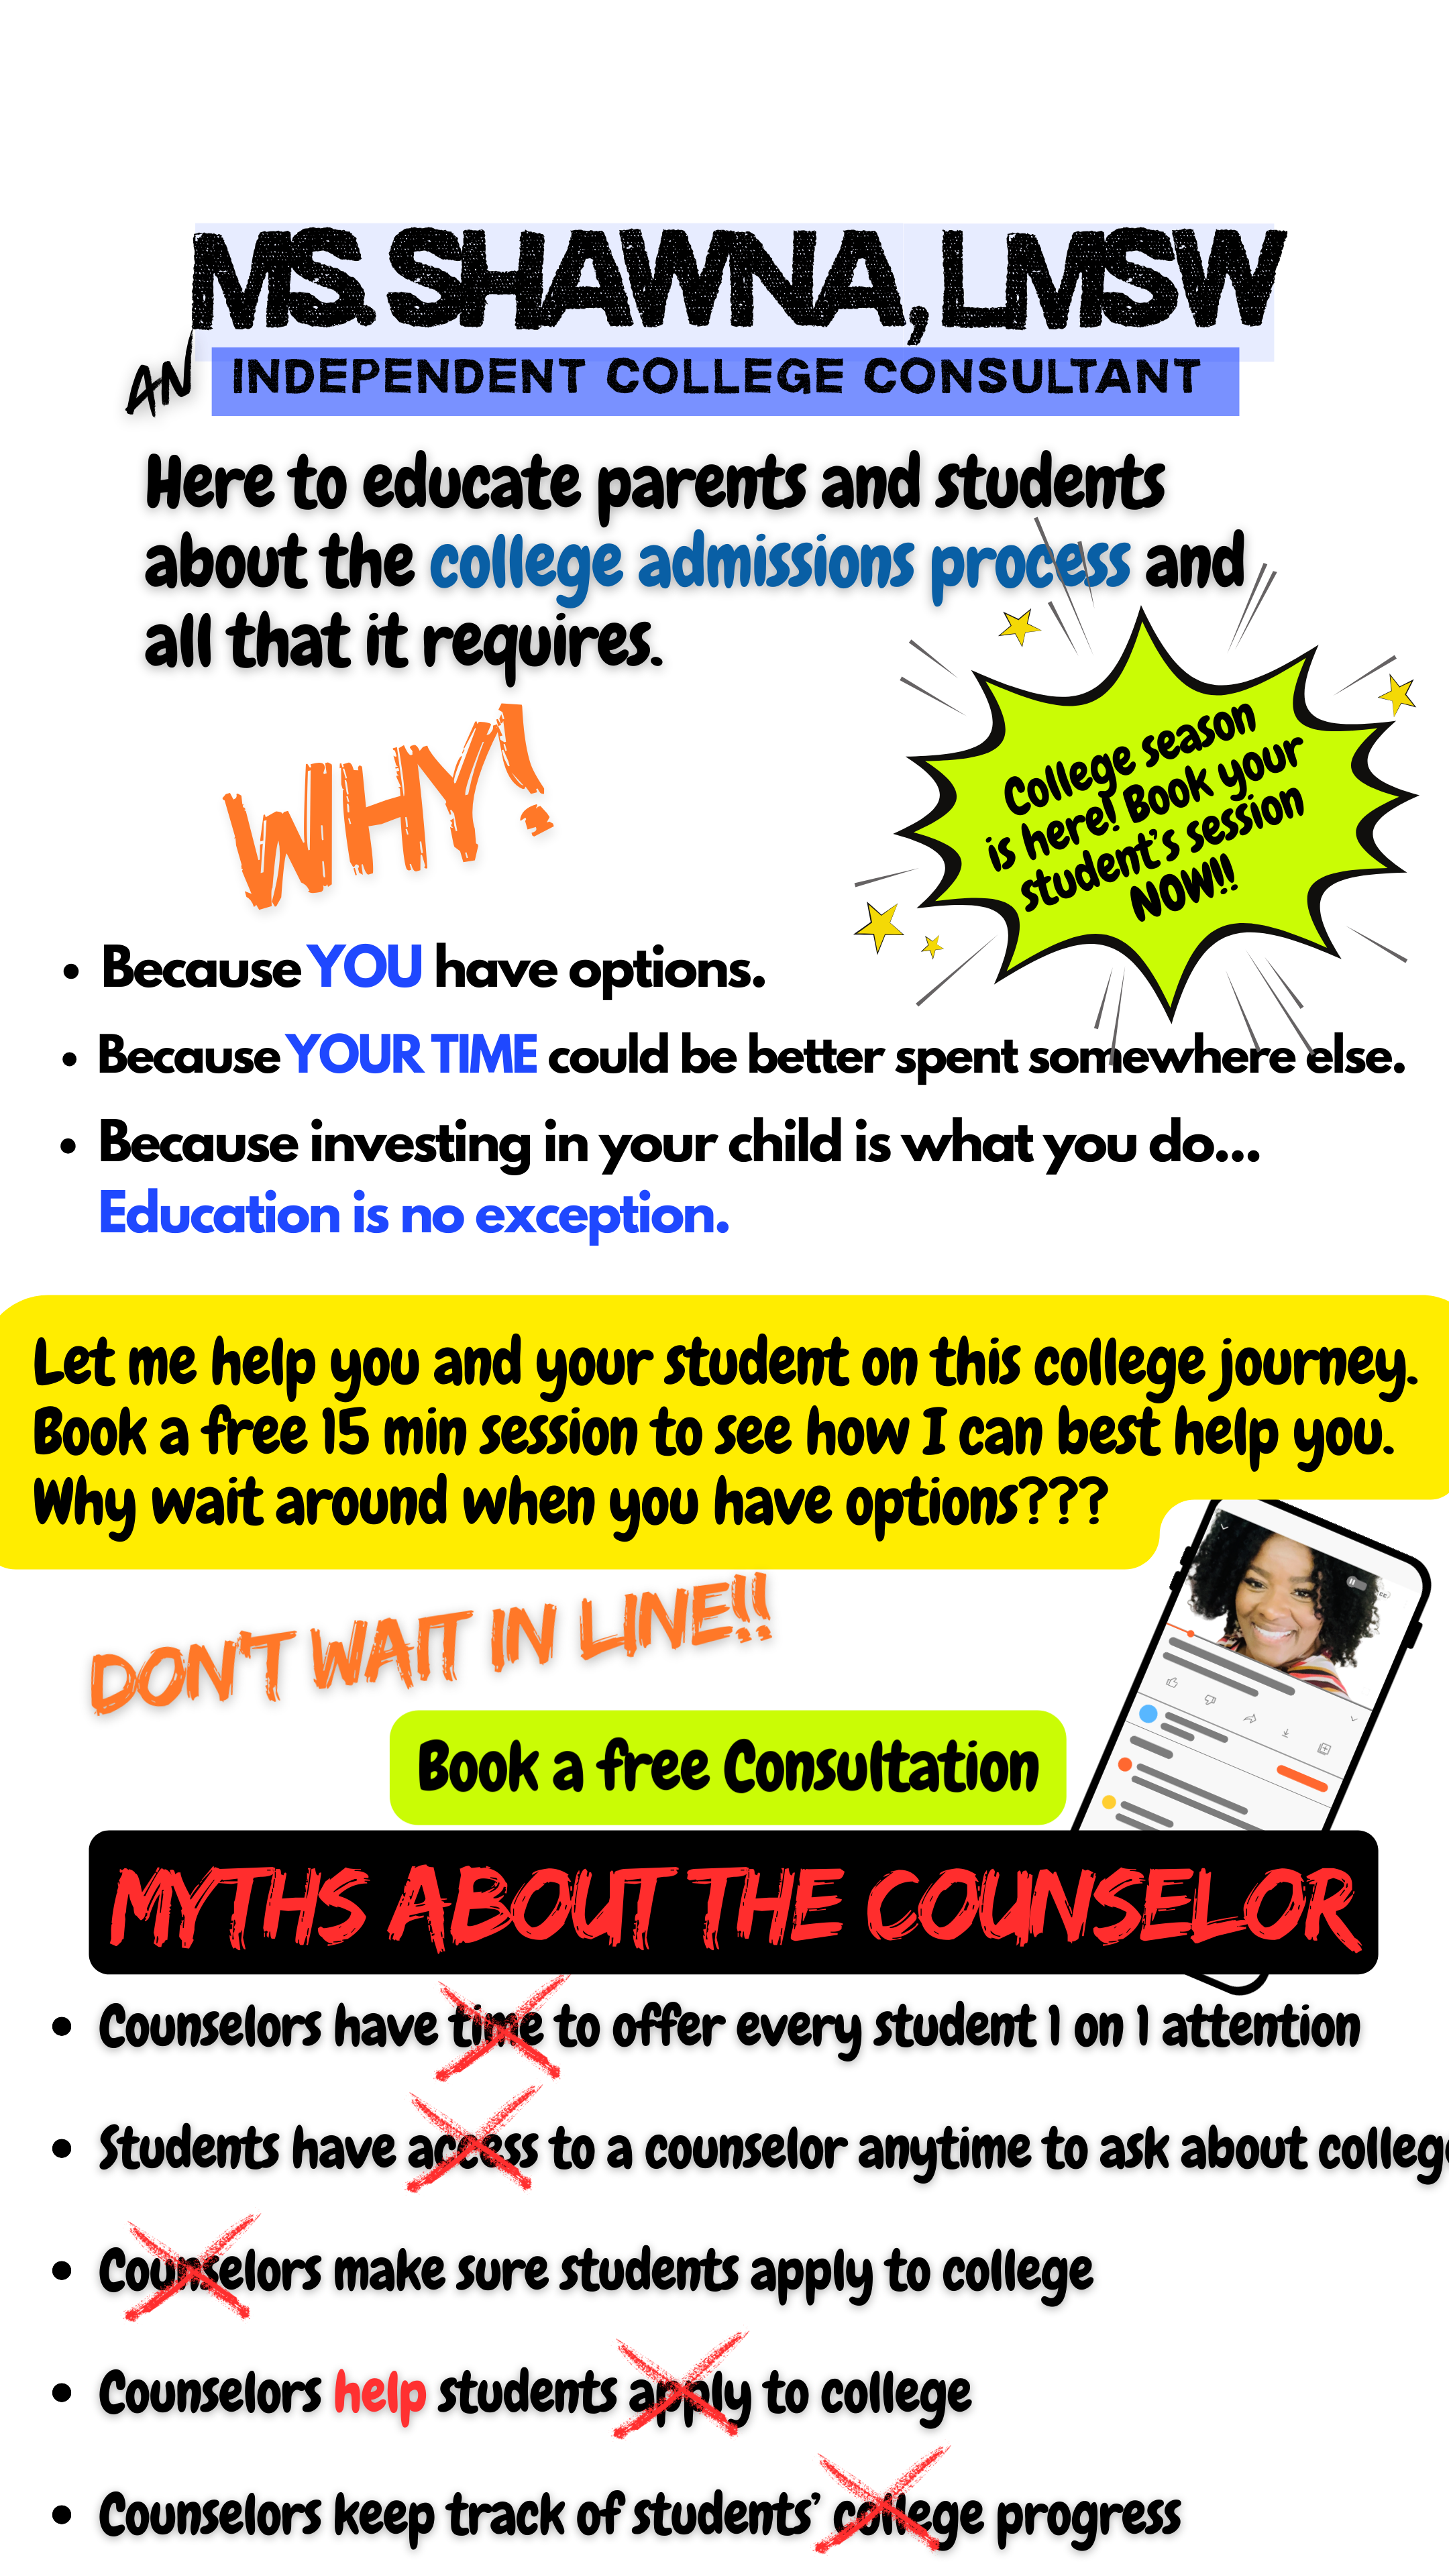 MS. SHAWNA, LMSW
AN INDEPENDENT COLLEGE CONSULTANT
Here to educate parents and students
about the college admissions process and
all that it requires.
WHY!
College season
is here! Book your
student's session
NOW!!
• Because YOU have options.
• Because YOUR TIME could be better spent somewhere else.
• Because investing in your child is what you do...
Education is no exception.
Let me help you and your student on this college journey.
Book a free 15 min session to see how I can best help you.
Why wait around when you have options???
DON'T WAIT IN LINE!!
Book a free Consultation
MYTHS ABOUT THE COUNSELOR
• Counselors have time to offer every student 1 on 1 attention
• Students have access to a counselor anytime to ask about colleg
• Counselors make sure students apply to college
• Counselors help students apply to college
• Counselors keep track of students' college progress